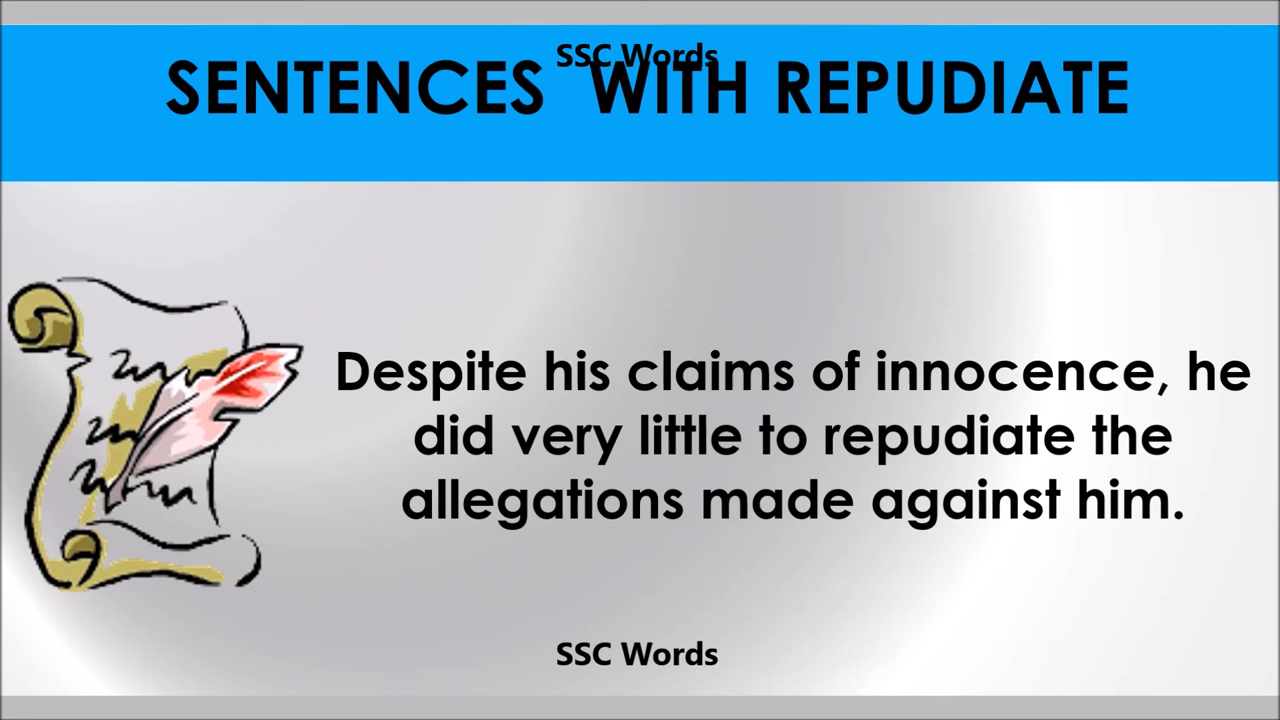 SSC Words
SENTENCES WITH REPUDIATE
Despite his claims of innocence, he
did very little to repudiate the
allegations made against him.
SSC Words